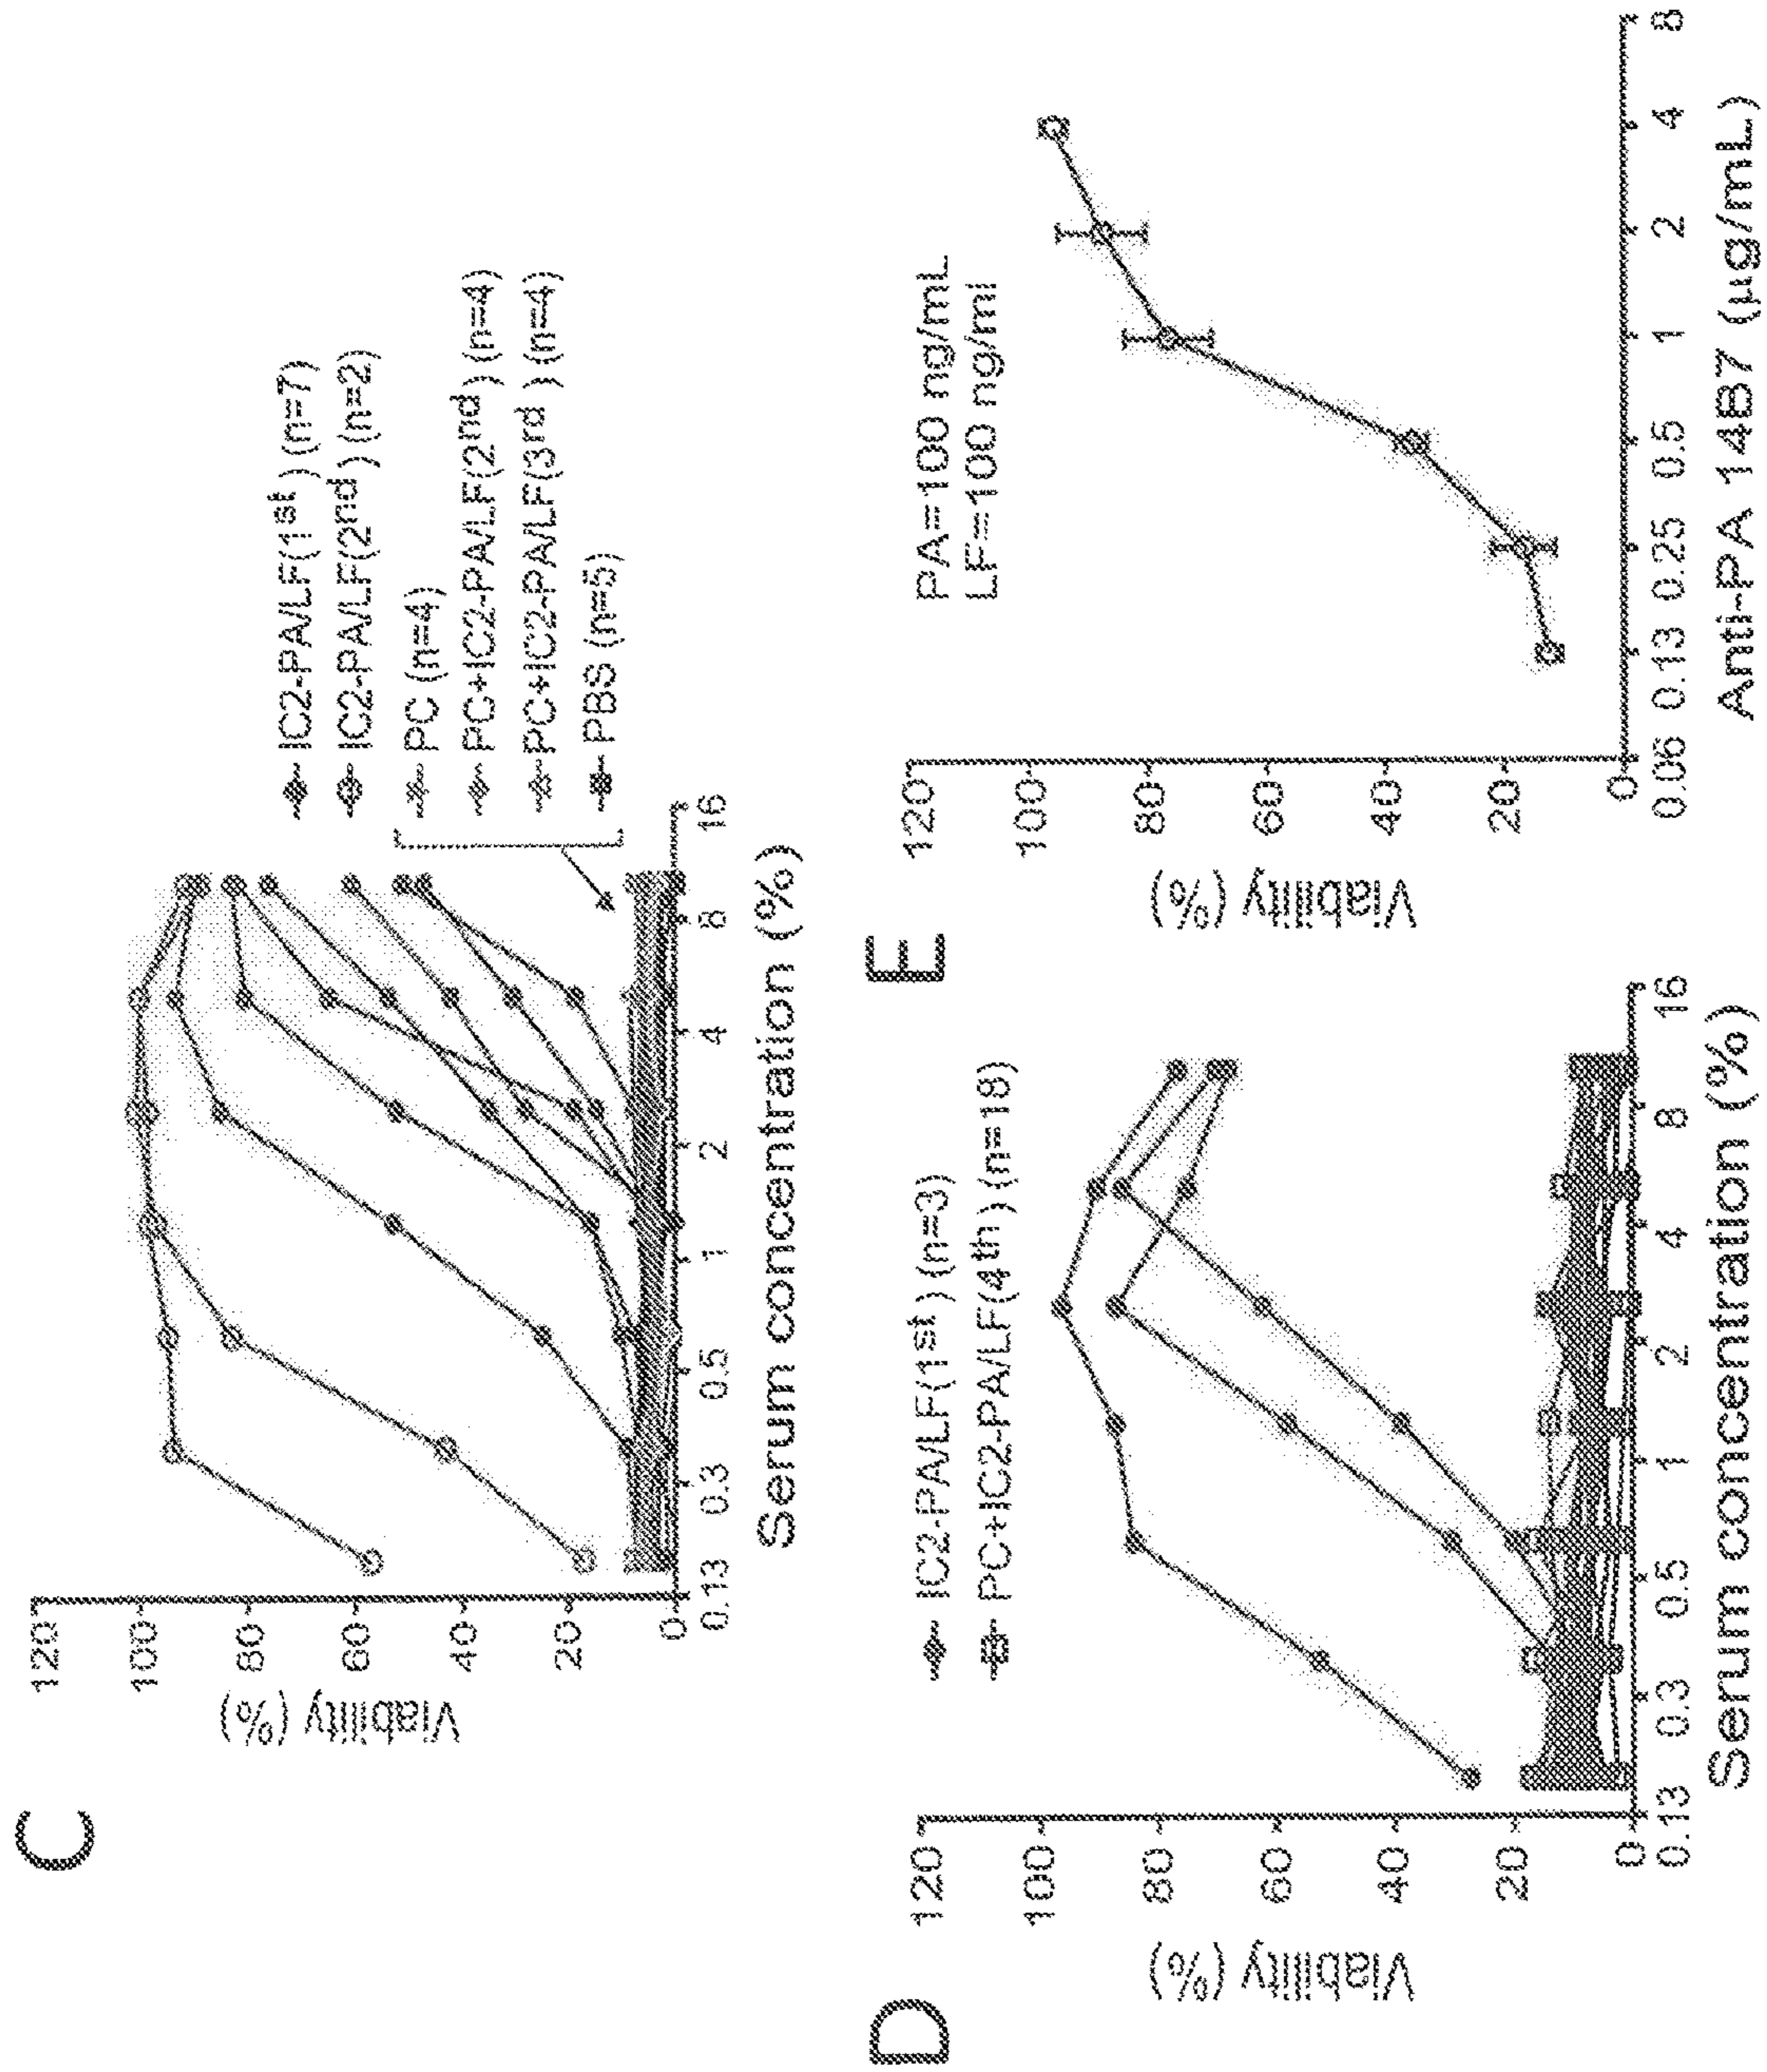 C
120
100
80
60
40
20
0
Viability (%)
0.13 0.3 0.5 1 2 4 8 16
Serum concentration (%)
IC2-PA/LF(1st) (n=7)
IC2-PA/LF(2nd) (n=2)
PC (n=4)
PC+IC2-PA/LF(2nd) (n=4)
PC+IC2-PA/LF(3rd) (n=4)
PBS (n=5)
D
120
100
80
60
40
20
0
Viability (%)
0.13 0.3 0.5 1 2 4 8 16
Serum concentration (%)
IC2-PA/LF(1st) (n=3)
PC+IC2-PA/LF(4th) (n=18)
E
120
100
80
60
40
20
0
Viability (%)
PA=100 ng/mL
LF=100 ng/ml
0.06 0.13 0.25 0.5 1 2 4 8
Anti-PA 14B7 (µg/mL)